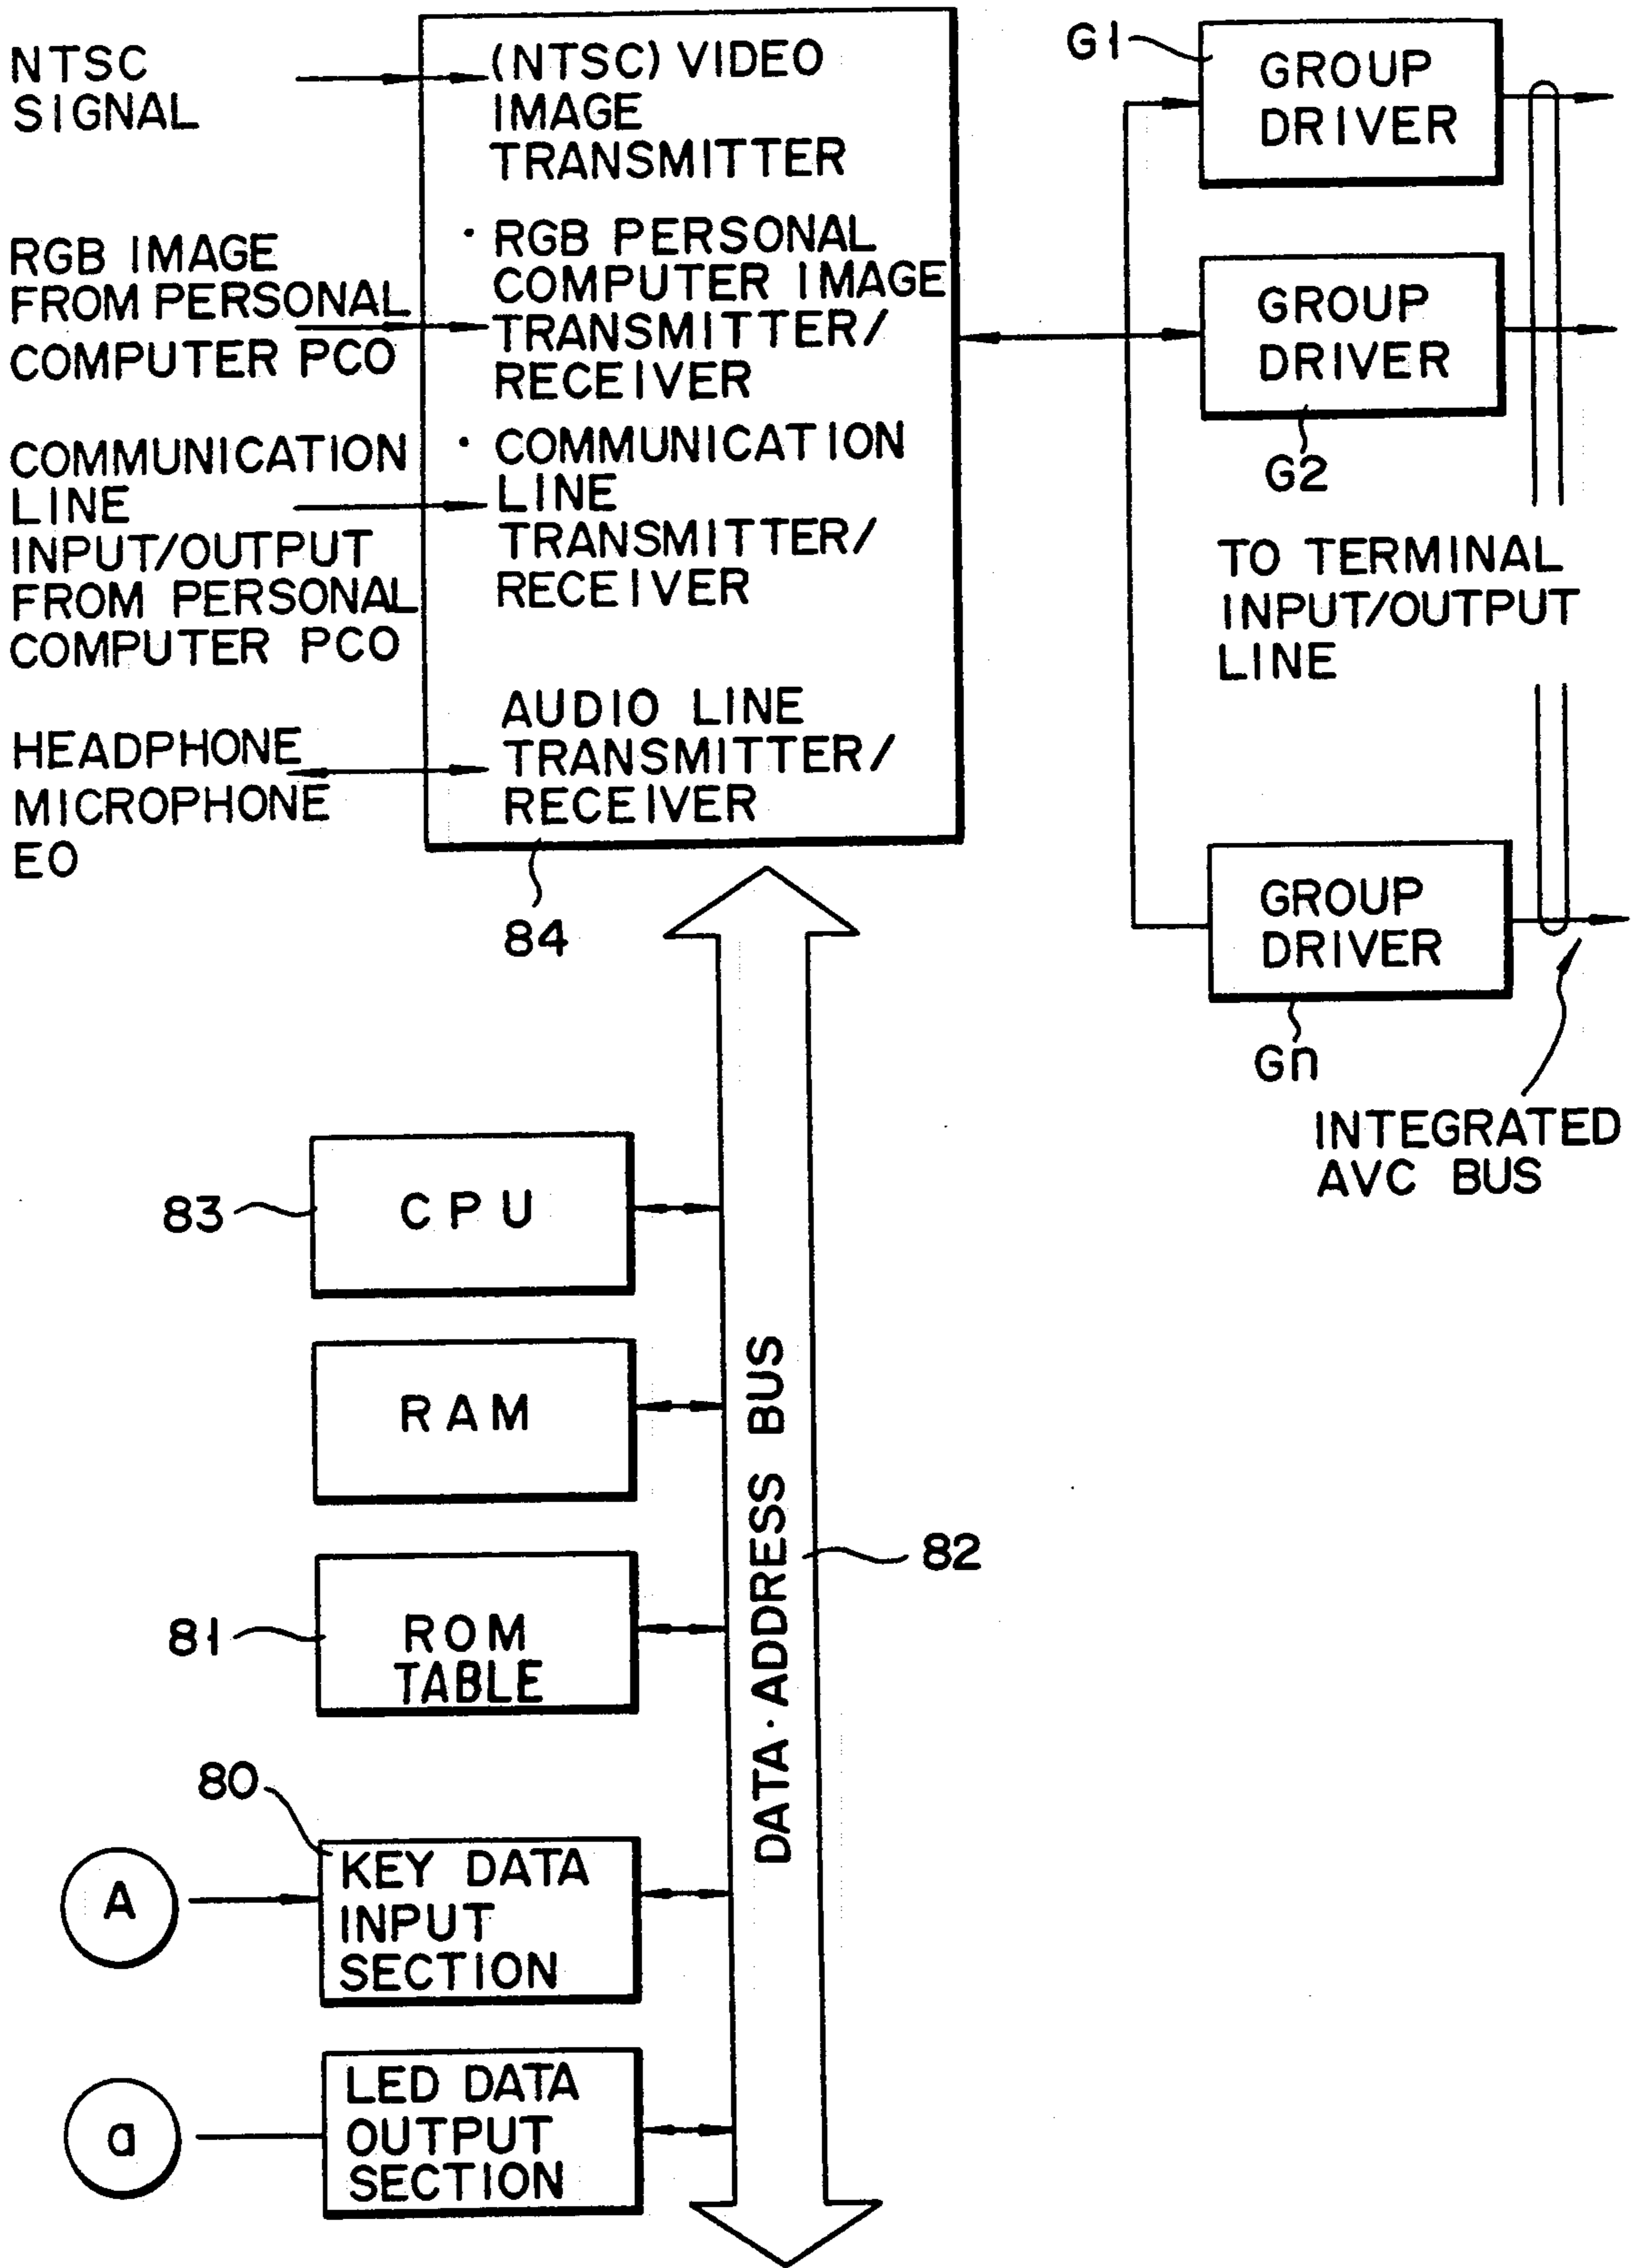 NTSC
SIGNAL
RGB IMAGE
FROM PERSONAL
COMPUTER PCO
COMMUNICATION
LINE
INPUT/OUTPUT
FROM PERSONAL
COMPUTER PCO
HEADPHONE
MICROPHONE
EO
(NTSC) VIDEO
IMAGE
TRANSMITTER
· RGB PERSONAL
COMPUTER IMAGE
TRANSMITTER/
RECEIVER
· COMMUNICATION
LINE
TRANSMITTER/
RECEIVER
AUDIO LINE
TRANSMITTER/
RECEIVER
84
G1
GROUP
DRIVER
GROUP
DRIVER
G2
TO TERMINAL
INPUT/OUTPUT
LINE
GROUP
DRIVER
Gn
INTEGRATED
AVC BUS
83
CPU
RAM
81
ROM
TABLE
DATA·ADDRESS BUS
82
80
A
KEY DATA
INPUT
SECTION
a
LED DATA
OUTPUT
SECTION